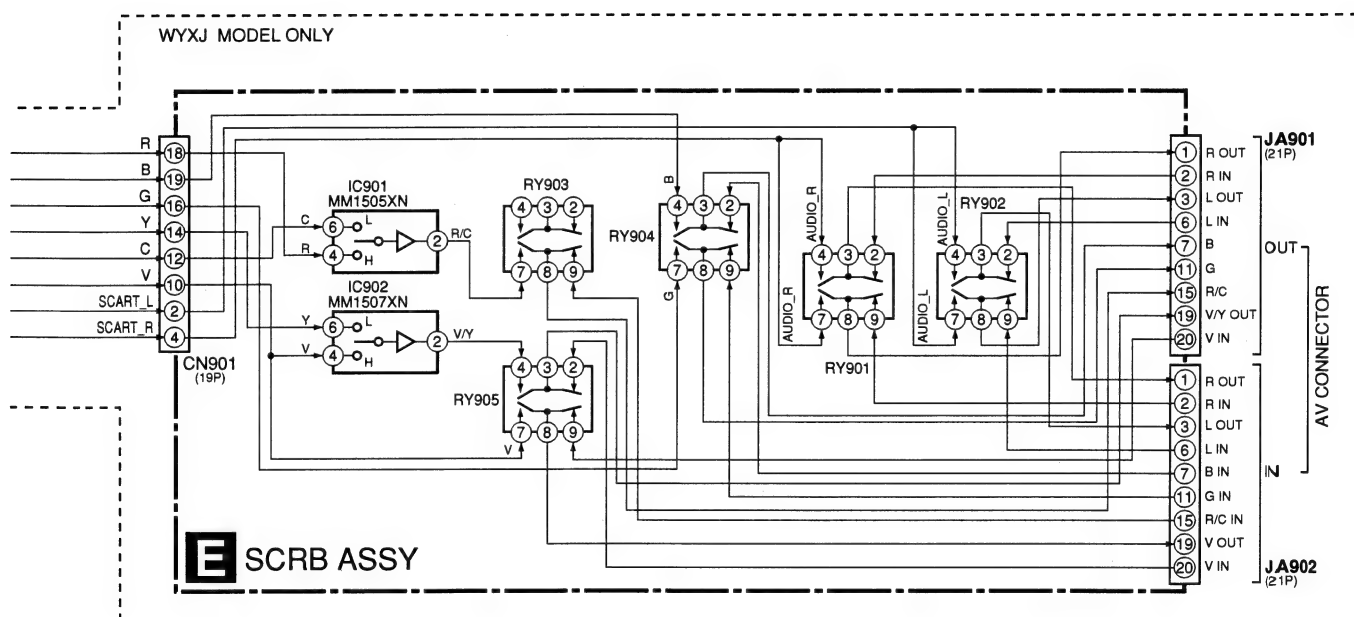 WYXJ MODEL ONLY
R 18
B 19
G 16
Y 14
C 12
V 10
SCART_L 2
SCART_R 4
CN901
(19P)
IC901
MM1505XN
C 6 L
R 4 H
2 R/C
IC902
MM1507XN
Y 6 L
V 4 H
2 V/Y
RY903
4 3 2
7 8 9
RY905
4 3 2
7 8 9
V
RY904
B
4 3 2
7 8 9
G
AUDIO_R
4 3 2
AUDIO_R
7 8 9
RY901
AUDIO_L
RY902
4 3 2
AUDIO_L
7 8 9
JA901
(21P)
1 R OUT
2 R IN
3 L OUT
6 L IN
7 B
11 G
15 R/C
19 V/Y OUT
20 V IN
OUT
1 R OUT
2 R IN
3 L OUT
6 L IN
7 B IN
11 G IN
15 R/C IN
19 V OUT
20 V IN
IN
JA902
(21P)
AV CONNECTOR
E SCRB ASSY